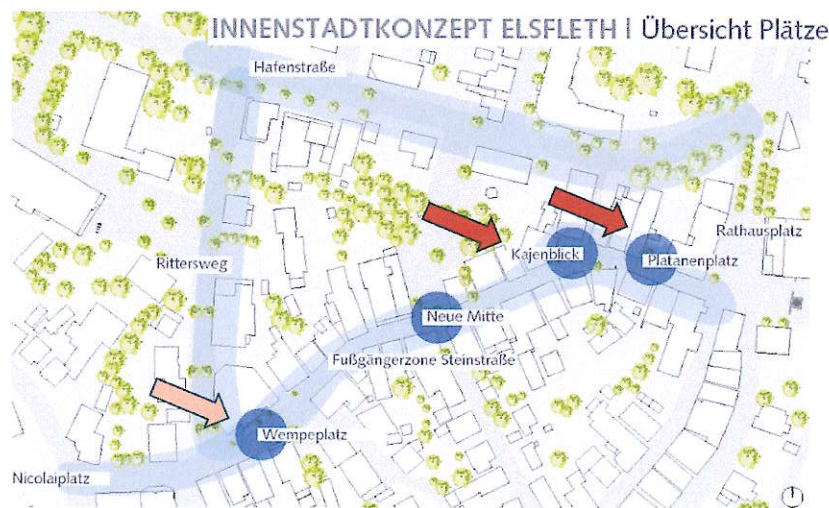 INNENSTADTKONZEPT ELSFLETH I Übersicht Plätze
Hafenstraße
Rathausplatz
Kajenblick
Platanenplatz
Rittersweg
Neue Mitte
Fußgängerzone Steinstraße
Wempeplatz
Nicolaiplatz